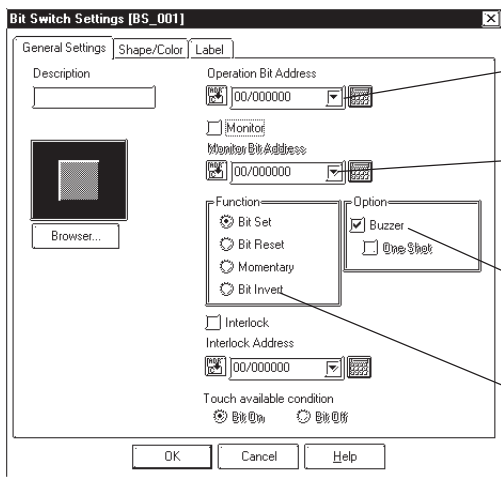 Bit Switch Settings [BS_001]
General Settings
Shape/Color
Label
Description
Operation Bit Address
00/000000
Monitor
Monitor Bit Address
00/000000
Browser...
Function
Bit Set
Bit Reset
Momentary
Bit Invert
Option
Buzzer
One Shot
Interlock
Interlock Address
00/000000
Touch available condition
Bit On
Bit Off
OK
Cancel
Help